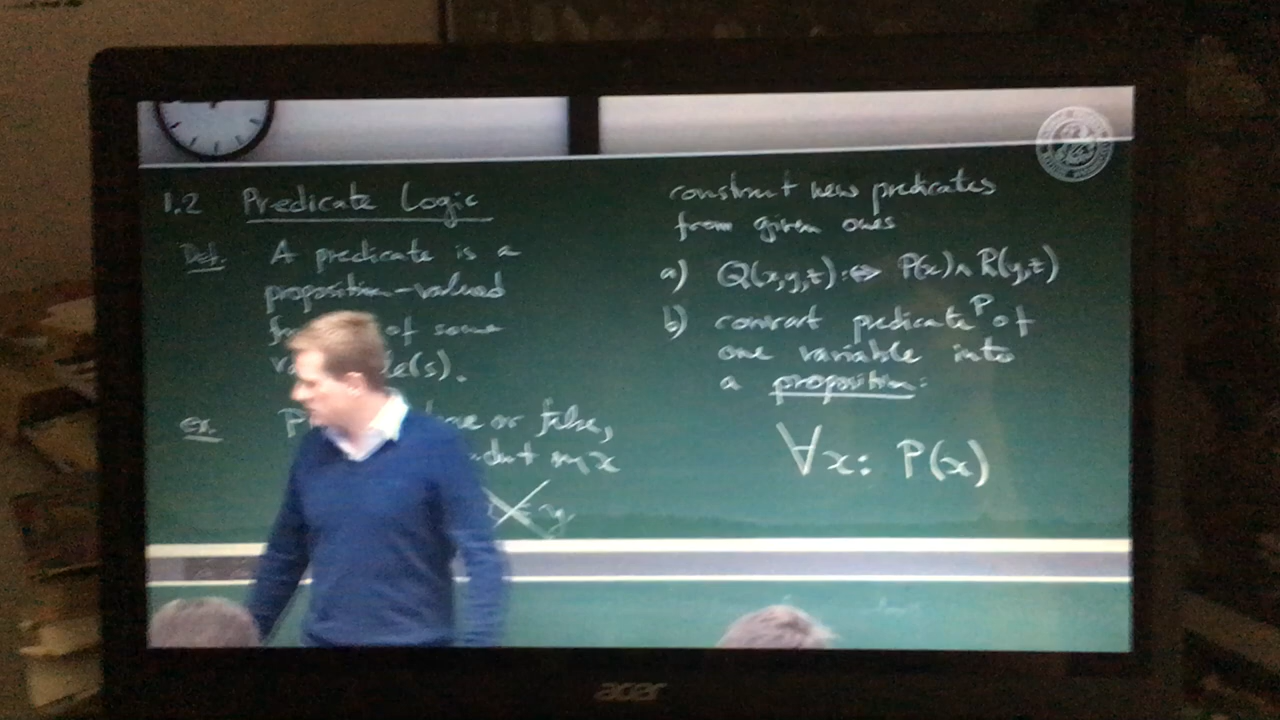 1.2 Predicate Logic
Def: A predicate is a
proposition-valued
of some
e(s).
ex. P or false,
x
construct new predicates
from given ones
a) Q(x,y,z) :⇔ P(x) ∧ R(y,z)
b) convert predicate P of
one variable into
a proposition:
∀x: P(x)
acer